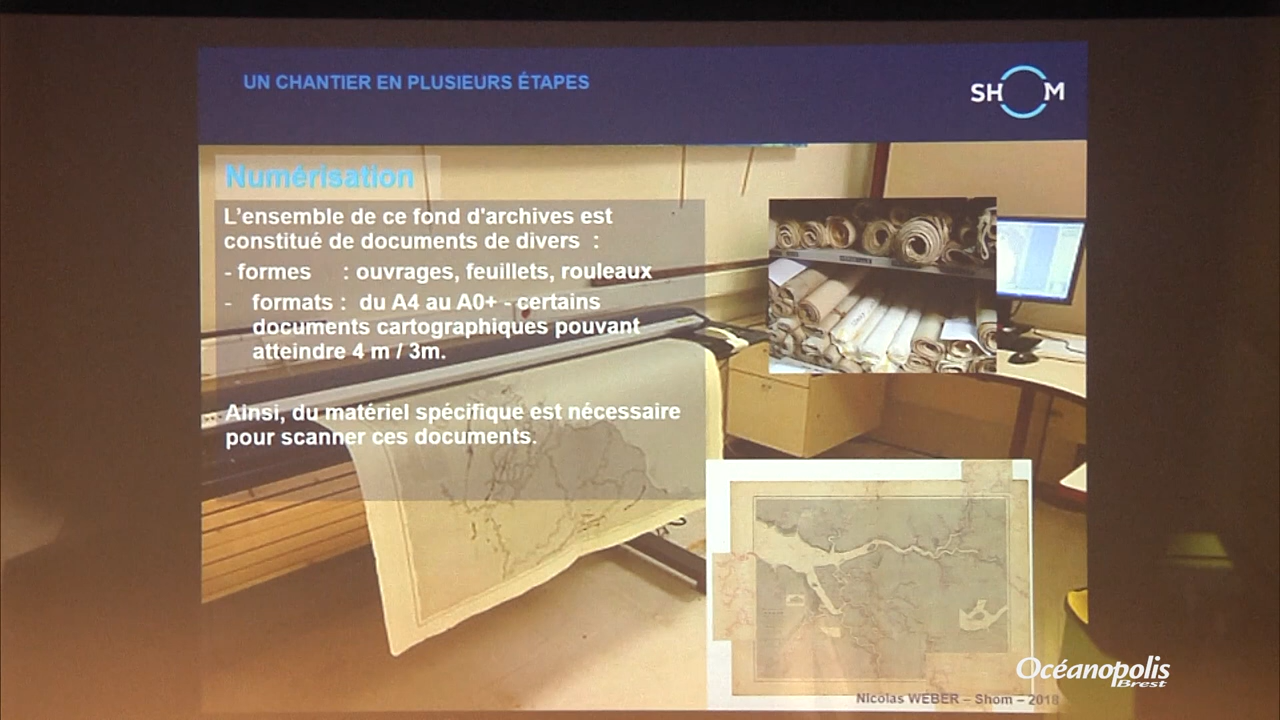 UN CHANTIER EN PLUSIEURS ÉTAPES
SHOM
Numérisation
L'ensemble de ce fond d'archives est
constitué de documents de divers :
- formes : ouvrages, feuillets, rouleaux
- formats : du A4 au A0+ - certains
documents cartographiques pouvant
atteindre 4 m / 3m.
Ainsi, du matériel spécifique est nécessaire
pour scanner ces documents.
Océanopolis
Brest
Nicolas WEBER – Shom – 2018